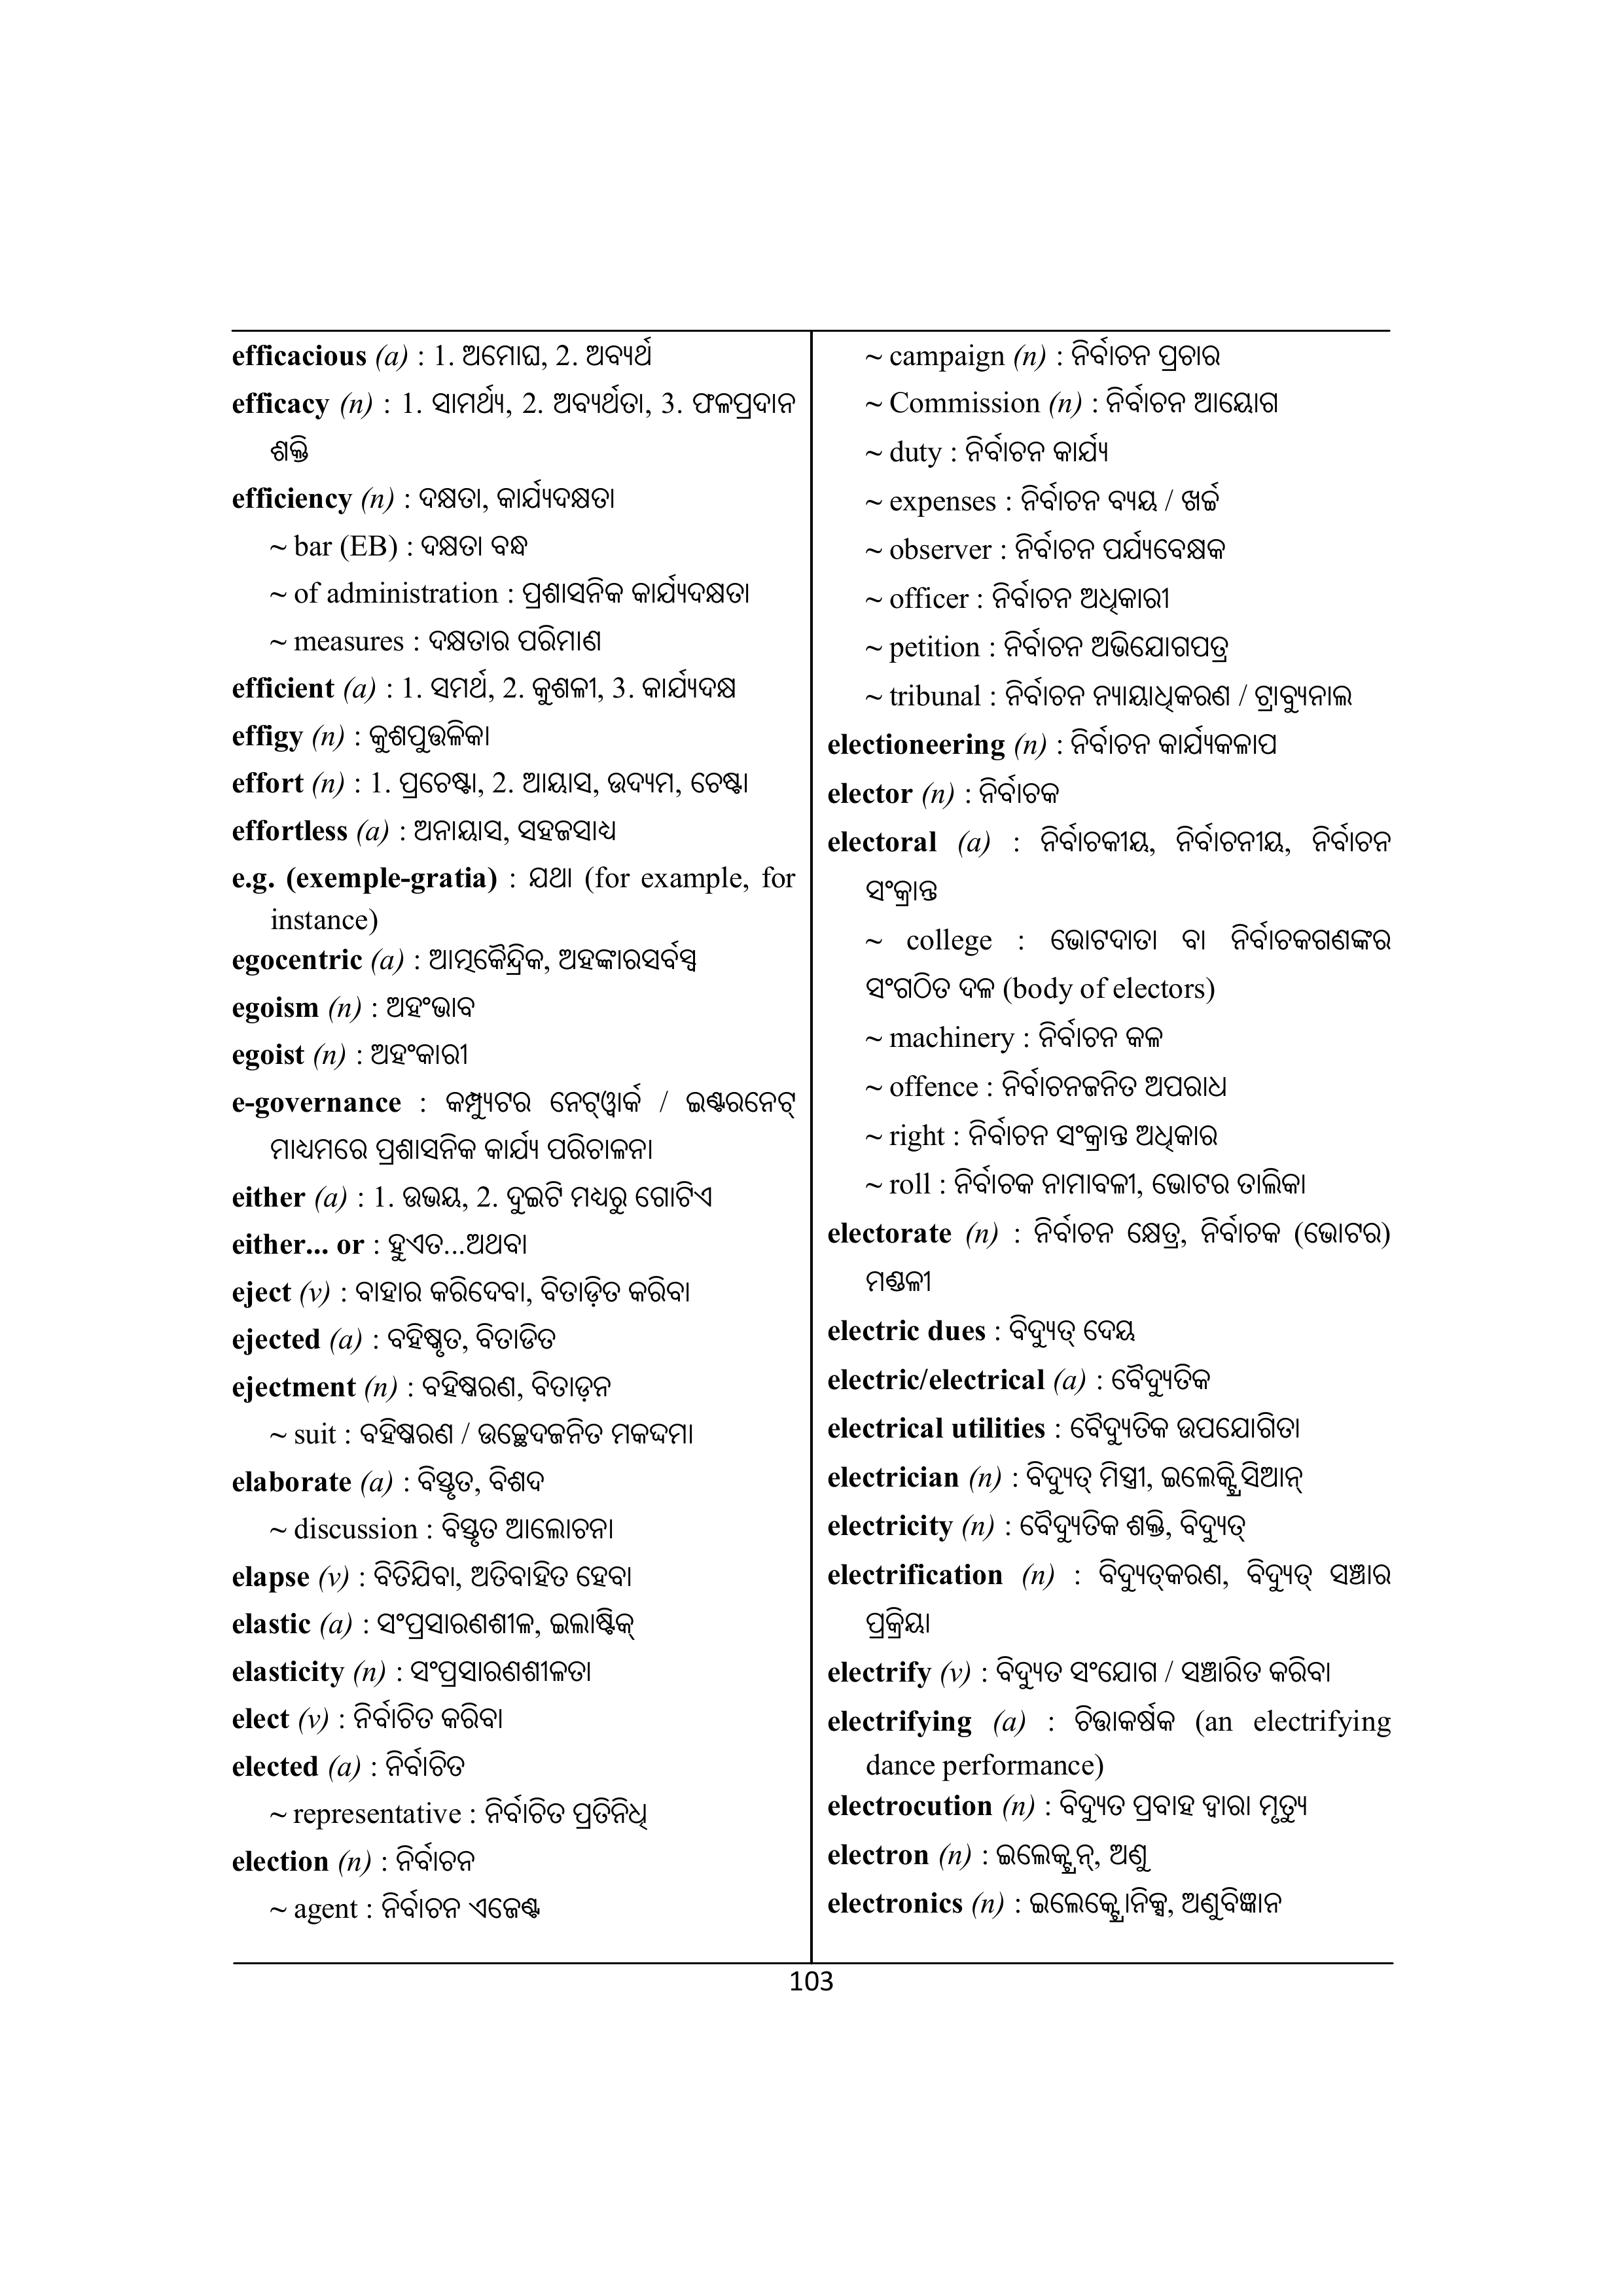 efficacious (a) : 1. ଅମୋଘ, 2. ଅବ୍ୟର୍ଥ
efficacy (n) : 1. ସାମର୍ଥ୍ୟ, 2. ଅବ୍ୟର୍ଥତା, 3. ଫଳପ୍ରଦାନ
ଶକ୍ତି
efficiency (n) : ଦକ୍ଷତା, କାର୍ଯ୍ୟଦକ୍ଷତା
~ bar (EB) : ଦକ୍ଷତା ବନ୍ଧ
~ of administration : ପ୍ରଶାସନିକ କାର୍ଯ୍ୟଦକ୍ଷତା
~ measures : ଦକ୍ଷତାର ପରିମାଣ
efficient (a) : 1. ସମର୍ଥ, 2. କୁଶଳୀ, 3. କାର୍ଯ୍ୟଦକ୍ଷ
effigy (n) : କୁଶପୁତ୍ତଳିକା
effort (n) : 1. ପ୍ରଚେଷ୍ଟା, 2. ଆୟାସ, ଉଦ୍ୟମ, ଚେଷ୍ଟା
effortless (a) : ଅନାୟାସ, ସହଜସାଧ୍ୟ
e.g. (exemple-gratia) : ଯଥା (for example, for
instance)
egocentric (a) : ଆତ୍ମକୈନ୍ଦ୍ରିକ, ଅହଙ୍କାରସର୍ବସ୍ୱ
egoism (n) : ଅହଂଭାବ
egoist (n) : ଅହଂକାରୀ
e-governance : କମ୍ପ୍ୟୁଟର ନେଟ୍‌ୱାର୍କ / ଇଣ୍ଟରନେଟ୍
ମାଧ୍ୟମରେ ପ୍ରଶାସନିକ କାର୍ଯ୍ୟ ପରିଚାଳନା
either (a) : 1. ଉଭୟ, 2. ଦୁଇଟି ମଧ୍ୟରୁ ଗୋଟିଏ
either... or : ହୁଏତ...ଅଥବା
eject (v) : ବାହାର କରିଦେବା, ବିତାଡ଼ିତ କରିବା
ejected (a) : ବହିଷ୍କୃତ, ବିତାଡିତ
ejectment (n) : ବହିଷ୍କରଣ, ବିତାଡ଼ନ
~ suit : ବହିଷ୍କରଣ / ଉଚ୍ଛେଦଜନିତ ମକଦ୍ଦମା
elaborate (a) : ବିସ୍ତୃତ, ବିଶଦ
~ discussion : ବିସ୍ତୃତ ଆଲୋଚନା
elapse (v) : ବିତିଯିବା, ଅତିବାହିତ ହେବା
elastic (a) : ସଂପ୍ରସାରଣଶୀଳ, ଇଲାଷ୍ଟିକ୍
elasticity (n) : ସଂପ୍ରସାରଣଶୀଳତା
elect (v) : ନିର୍ବାଚିତ କରିବା
elected (a) : ନିର୍ବାଚିତ
~ representative : ନିର୍ବାଚିତ ପ୍ରତିନିଧି
election (n) : ନିର୍ବାଚନ
~ agent : ନିର୍ବାଚନ ଏଜେଣ୍ଟ
~ campaign (n) : ନିର୍ବାଚନ ପ୍ରଚାର
~ Commission (n) : ନିର୍ବାଚନ ଆୟୋଗ
~ duty : ନିର୍ବାଚନ କାର୍ଯ୍ୟ
~ expenses : ନିର୍ବାଚନ ବ୍ୟୟ / ଖର୍ଚ୍ଚ
~ observer : ନିର୍ବାଚନ ପର୍ଯ୍ୟବେକ୍ଷକ
~ officer : ନିର୍ବାଚନ ଅଧିକାରୀ
~ petition : ନିର୍ବାଚନ ଅଭିଯୋଗପତ୍ର
~ tribunal : ନିର୍ବାଚନ ନ୍ୟାୟାଧିକରଣ / ଟ୍ରାବ୍ୟୁନାଲ
electioneering (n) : ନିର୍ବାଚନ କାର୍ଯ୍ୟକଳାପ
elector (n) : ନିର୍ବାଚକ
electoral (a) : ନିର୍ବାଚକୀୟ, ନିର୍ବାଚନୀୟ, ନିର୍ବାଚନ
ସଂକ୍ରାନ୍ତ
~ college : ଭୋଟଦାତା ବା ନିର୍ବାଚକଗଣଙ୍କର
ସଂଗଠିତ ଦଳ (body of electors)
~ machinery : ନିର୍ବାଚନ କଳ
~ offence : ନିର୍ବାଚନଜନିତ ଅପରାଧ
~ right : ନିର୍ବାଚନ ସଂକ୍ରାନ୍ତ ଅଧିକାର
~ roll : ନିର୍ବାଚକ ନାମାବଳୀ, ଭୋଟର ତାଲିକା
electorate (n) : ନିର୍ବାଚନ କ୍ଷେତ୍ର, ନିର୍ବାଚକ (ଭୋଟର)
ମଣ୍ଡଳୀ
electric dues : ବିଦ୍ୟୁତ୍ ଦେୟ
electric/electrical (a) : ବୈଦ୍ୟୁତିକ
electrical utilities : ବୈଦ୍ୟୁତିକ ଉପଯୋଗିତା
electrician (n) : ବିଦ୍ୟୁତ୍ ମିସ୍ତ୍ରୀ, ଇଲେକ୍ଟ୍ରିସିଆନ୍
electricity (n) : ବୈଦ୍ୟୁତିକ ଶକ୍ତି, ବିଦ୍ୟୁତ୍
electrification (n) : ବିଦ୍ୟୁତ୍‌କରଣ, ବିଦ୍ୟୁତ୍ ସଞ୍ଚାର
ପ୍ରକ୍ରିୟା
electrify (v) : ବିଦ୍ୟୁତ ସଂଯୋଗ / ସଞ୍ଚାରିତ କରିବା
electrifying (a) : ଚିତ୍ତାକର୍ଷକ (an electrifying
dance performance)
electrocution (n) : ବିଦ୍ୟୁତ ପ୍ରବାହ ଦ୍ୱାରା ମୃତ୍ୟୁ
electron (n) : ଇଲେକ୍ଟ୍ରନ୍, ଅଣୁ
electronics (n) : ଇଲେକ୍ଟ୍ରୋନିକ୍ସ, ଅଣୁବିଜ୍ଞାନ
103